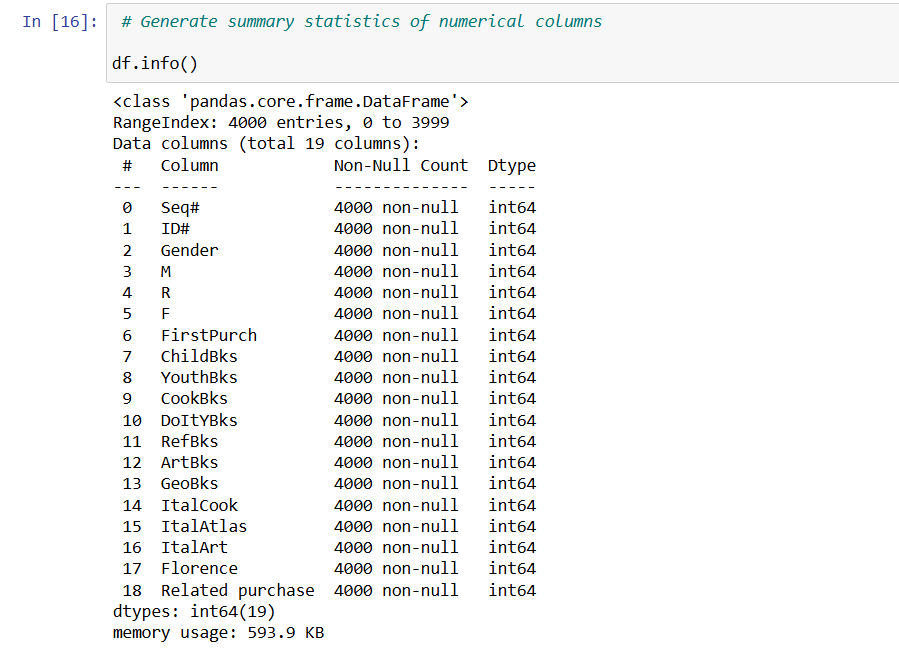 In [16]: # Generate summary statistics of numerical columns
df.info()
<class 'pandas.core.frame.DataFrame'>
RangeIndex: 4000 entries, 0 to 3999
Data columns (total 19 columns):
 #   Column            Non-Null Count  Dtype
---  ------            --------------  -----
 0   Seq#              4000 non-null   int64
 1   ID#               4000 non-null   int64
 2   Gender            4000 non-null   int64
 3   M                 4000 non-null   int64
 4   R                 4000 non-null   int64
 5   F                 4000 non-null   int64
 6   FirstPurch        4000 non-null   int64
 7   ChildBks          4000 non-null   int64
 8   YouthBks          4000 non-null   int64
 9   CookBks           4000 non-null   int64
 10  DoItYBks          4000 non-null   int64
 11  RefBks            4000 non-null   int64
 12  ArtBks            4000 non-null   int64
 13  GeoBks            4000 non-null   int64
 14  ItalCook          4000 non-null   int64
 15  ItalAtlas         4000 non-null   int64
 16  ItalArt           4000 non-null   int64
 17  Florence          4000 non-null   int64
 18  Related purchase  4000 non-null   int64
dtypes: int64(19)
memory usage: 593.9 KB